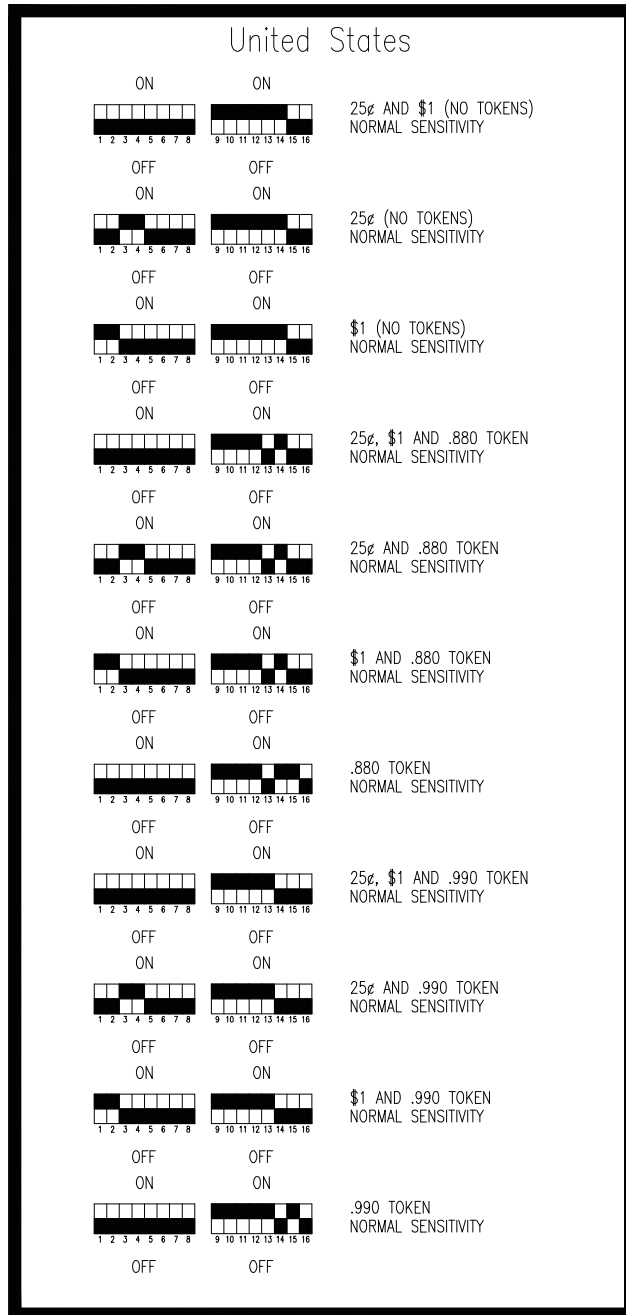 United States
ON ON
25¢ AND $1 (NO TOKENS)
NORMAL SENSITIVITY
1 2 3 4 5 6 7 8 9 10 11 12 13 14 15 16
OFF OFF
ON ON
25¢ (NO TOKENS)
NORMAL SENSITIVITY
1 2 3 4 5 6 7 8 9 10 11 12 13 14 15 16
OFF OFF
ON ON
$1 (NO TOKENS)
NORMAL SENSITIVITY
1 2 3 4 5 6 7 8 9 10 11 12 13 14 15 16
OFF OFF
ON ON
25¢, $1 AND .880 TOKEN
NORMAL SENSITIVITY
1 2 3 4 5 6 7 8 9 10 11 12 13 14 15 16
OFF OFF
ON ON
25¢ AND .880 TOKEN
NORMAL SENSITIVITY
1 2 3 4 5 6 7 8 9 10 11 12 13 14 15 16
OFF OFF
ON ON
$1 AND .880 TOKEN
NORMAL SENSITIVITY
1 2 3 4 5 6 7 8 9 10 11 12 13 14 15 16
OFF OFF
ON ON
.880 TOKEN
NORMAL SENSITIVITY
1 2 3 4 5 6 7 8 9 10 11 12 13 14 15 16
OFF OFF
ON ON
25¢, $1 AND .990 TOKEN
NORMAL SENSITIVITY
1 2 3 4 5 6 7 8 9 10 11 12 13 14 15 16
OFF OFF
ON ON
25¢ AND .990 TOKEN
NORMAL SENSITIVITY
1 2 3 4 5 6 7 8 9 10 11 12 13 14 15 16
OFF OFF
ON ON
$1 AND .990 TOKEN
NORMAL SENSITIVITY
1 2 3 4 5 6 7 8 9 10 11 12 13 14 15 16
OFF OFF
ON ON
.990 TOKEN
NORMAL SENSITIVITY
1 2 3 4 5 6 7 8 9 10 11 12 13 14 15 16
OFF OFF